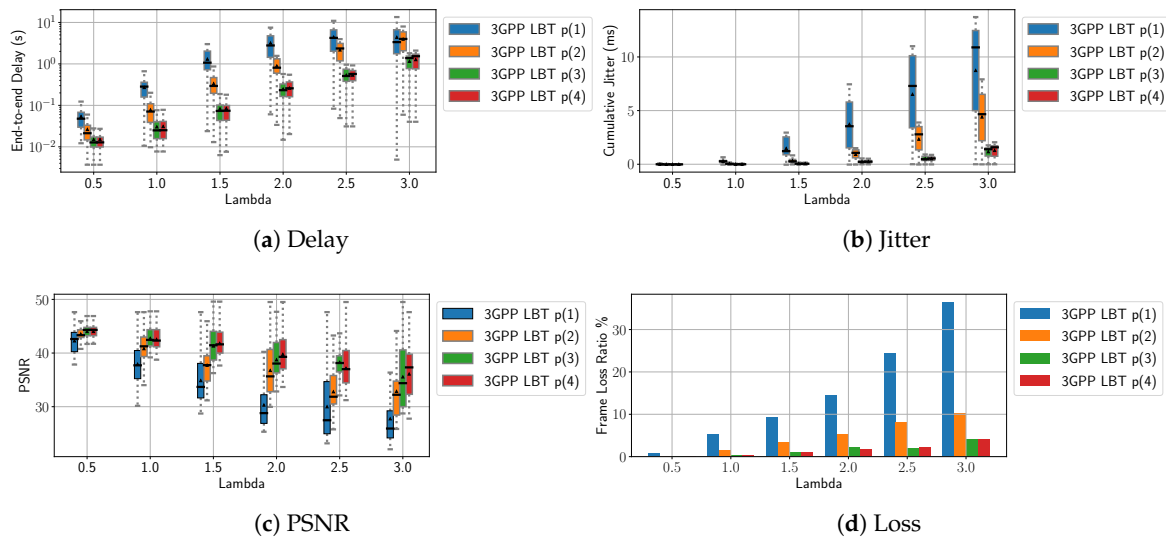 End-to-end Delay (s)
10¹
10⁰
10⁻¹
10⁻²
0.5 1.0 1.5 2.0 2.5 3.0
Lambda
3GPP LBT p(1)
3GPP LBT p(2)
3GPP LBT p(3)
3GPP LBT p(4)
(a) Delay
Cumulative Jitter (ms)
10
5
0
0.5 1.0 1.5 2.0 2.5 3.0
Lambda
3GPP LBT p(1)
3GPP LBT p(2)
3GPP LBT p(3)
3GPP LBT p(4)
(b) Jitter
PSNR
50
40
30
0.5 1.0 1.5 2.0 2.5 3.0
Lambda
3GPP LBT p(1)
3GPP LBT p(2)
3GPP LBT p(3)
3GPP LBT p(4)
(c) PSNR
Frame Loss Ratio %
30
20
10
0
0.5 1.0 1.5 2.0 2.5 3.0
Lambda
3GPP LBT p(1)
3GPP LBT p(2)
3GPP LBT p(3)
3GPP LBT p(4)
(d) Loss